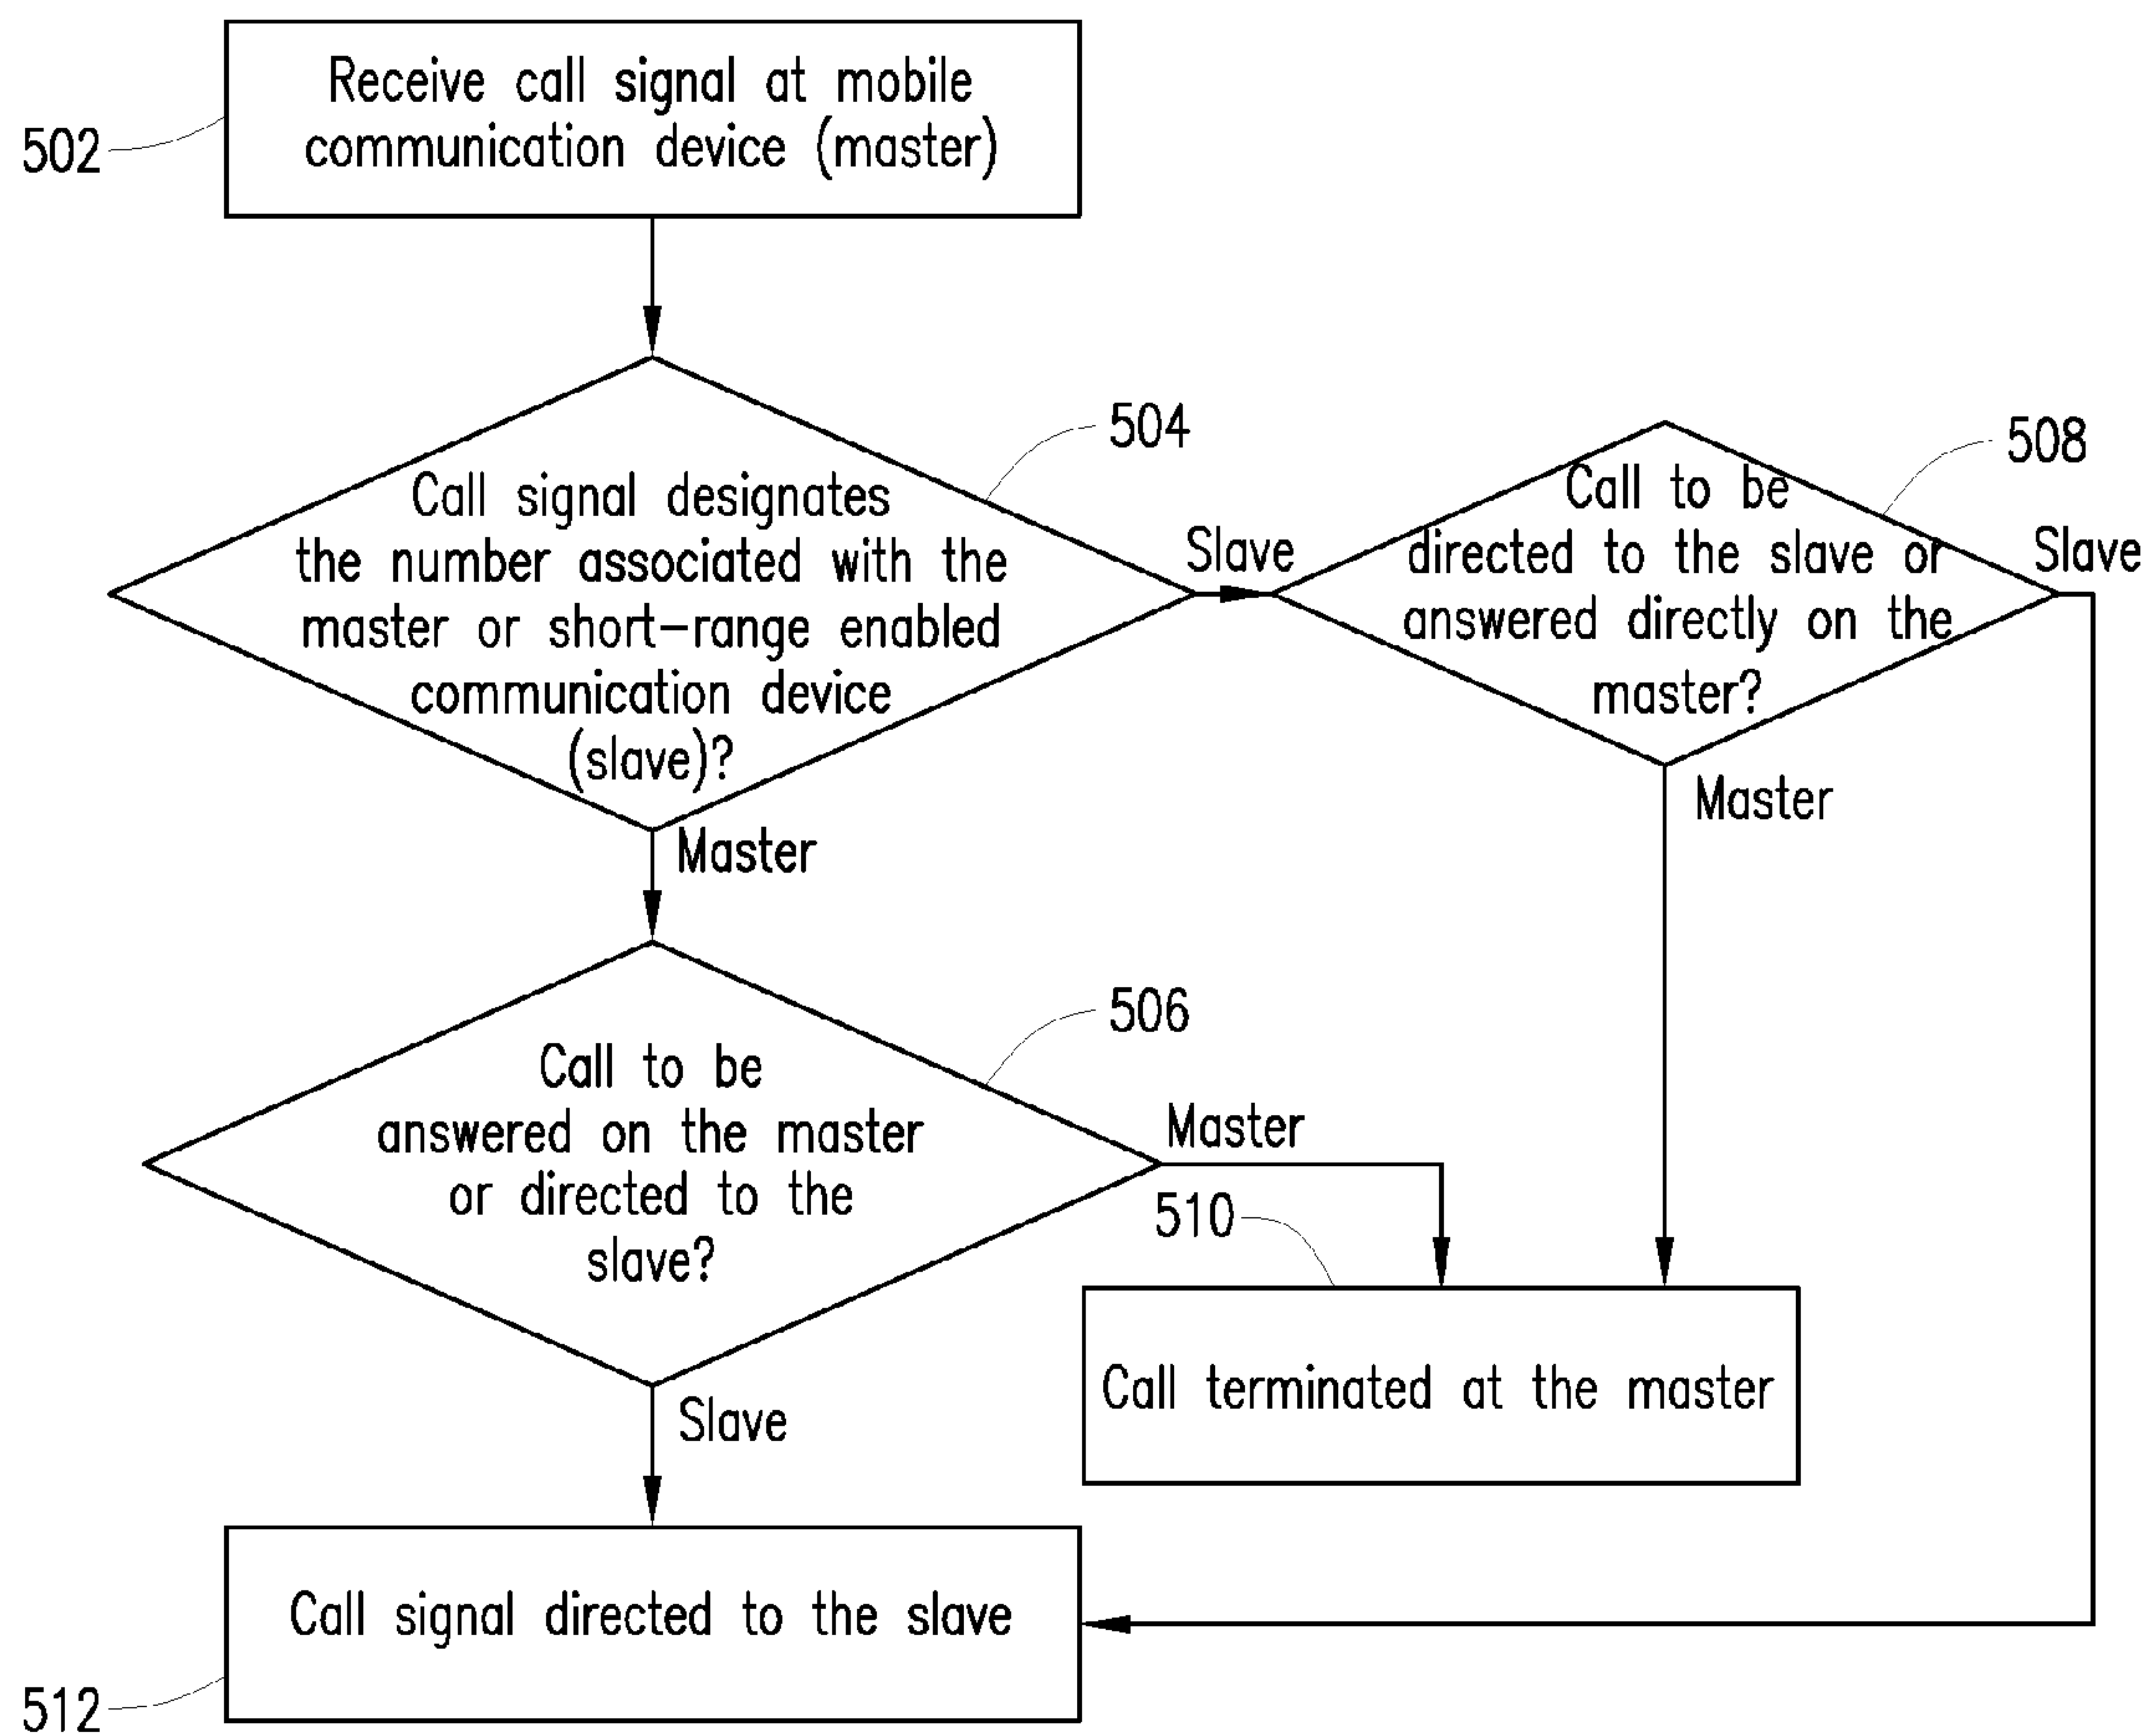 Receive call signal at mobile
communication device (master)
502
504
Call signal designates
the number associated with the
master or short-range enabled
communication device
(slave)?
Slave
508
Call to be
directed to the slave or
answered directly on the
master?
Slave
Master
Master
506
Call to be
answered on the master
or directed to the
slave?
Master
510
Call terminated at the master
Slave
Call signal directed to the slave
512